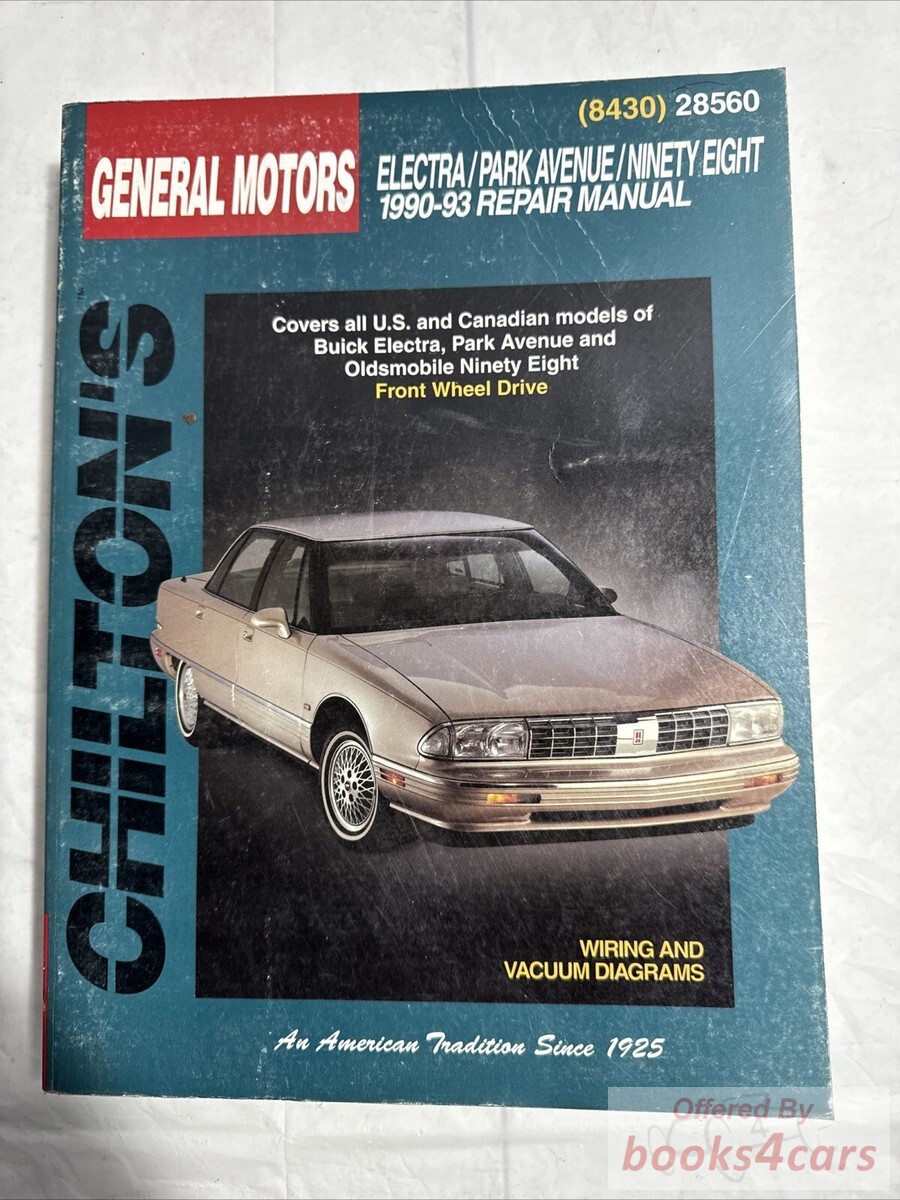 (8430) 28560
GENERAL MOTORS
ELECTRA/PARK AVENUE/NINETY EIGHT
1990-93 REPAIR MANUAL
CHILTON'S
TM
Covers all U.S. and Canadian models of
Buick Electra, Park Avenue and
Oldsmobile Ninety Eight
Front Wheel Drive
WIRING AND
VACUUM DIAGRAMS
An American Tradition Since 1925
Offered By
books4cars